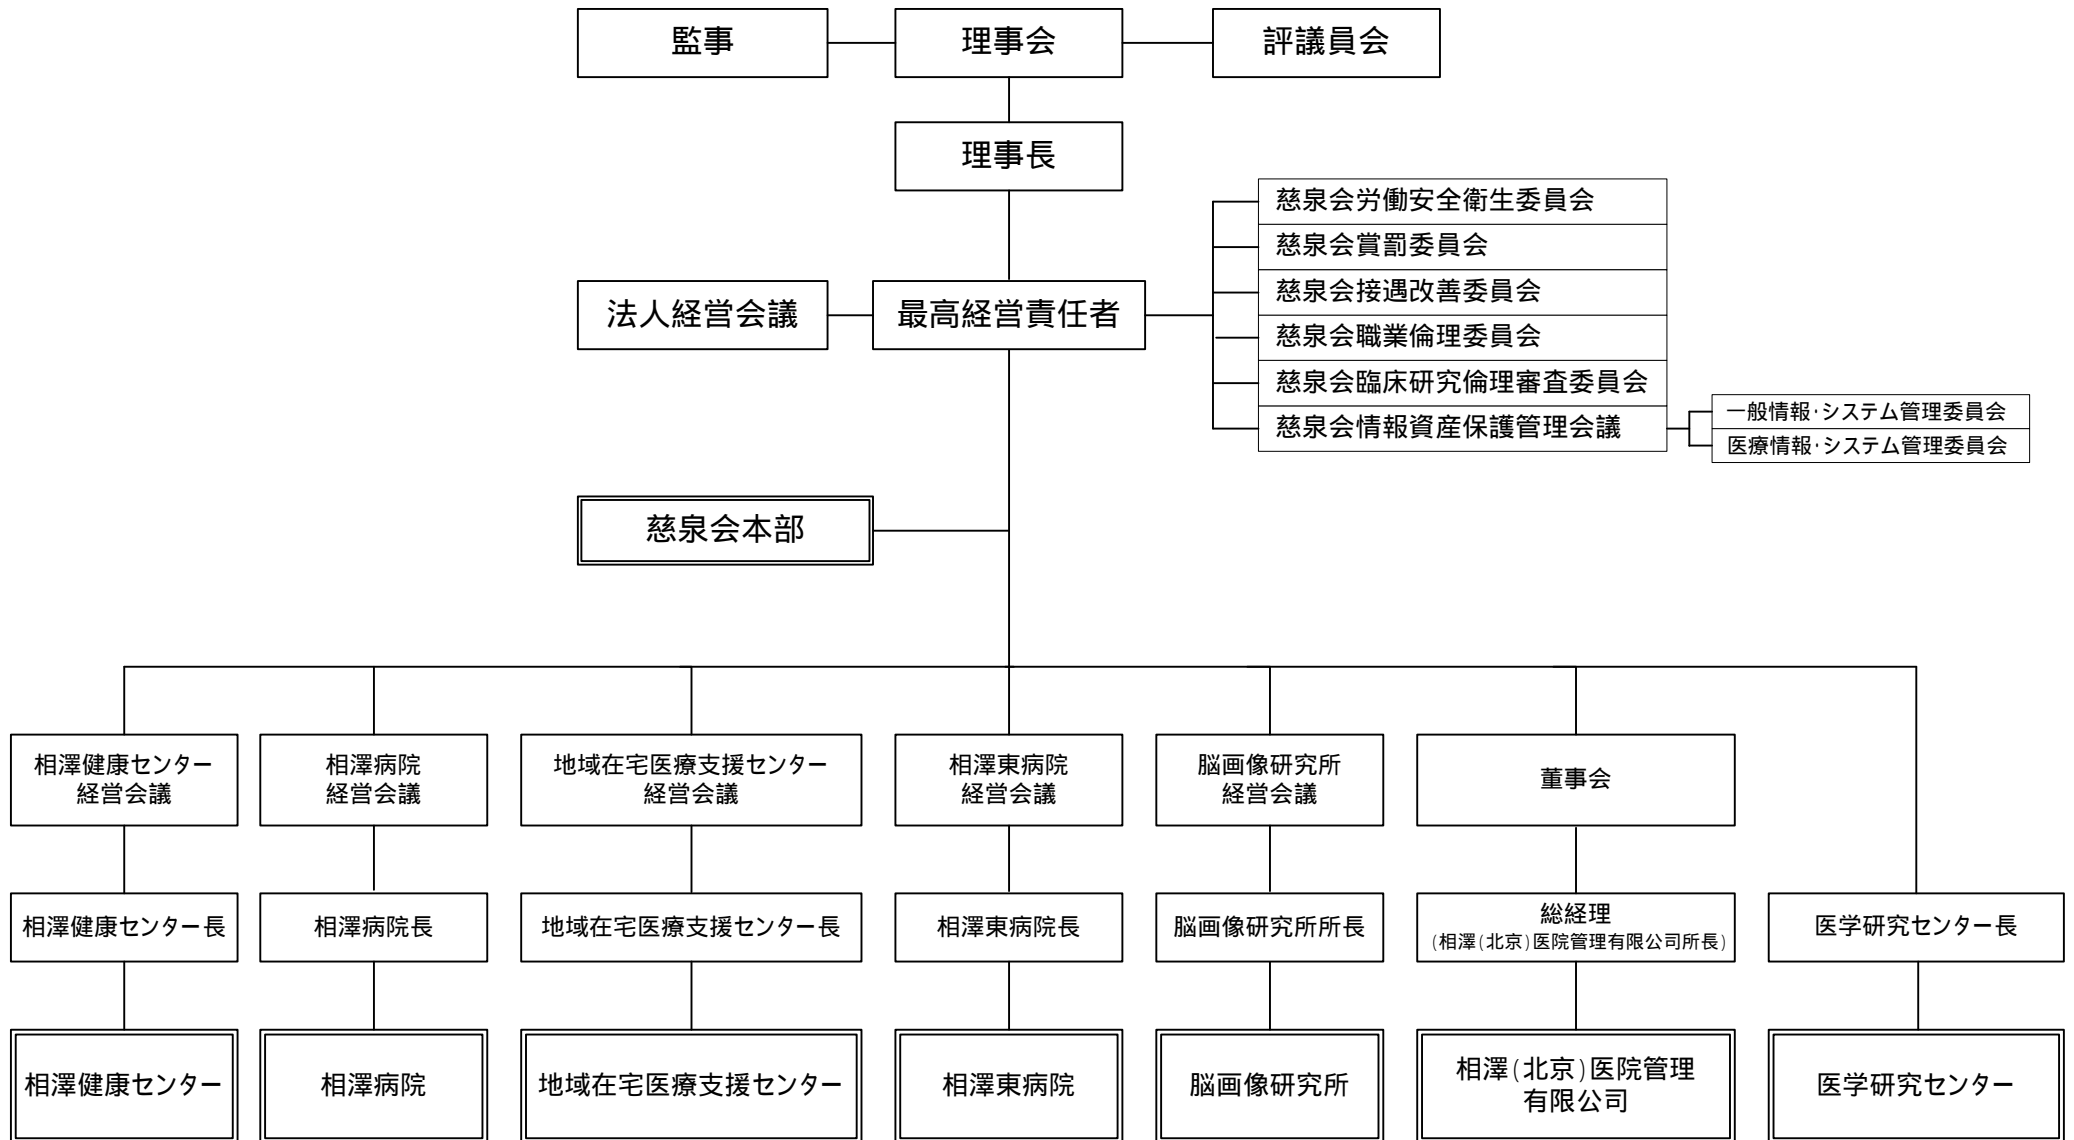 監事
理事会
評議員会
理事長
慈泉会労働安全衛生委員会
慈泉会賞罰委員会
慈泉会接遇改善委員会
慈泉会職業倫理委員会
慈泉会臨床研究倫理審査委員会
慈泉会情報資産保護管理会議
一般情報･システム管理委員会
医療情報･システム管理委員会
法人経営会議
最高経営責任者
慈泉会本部
相澤健康センター
経営会議
相澤病院
経営会議
地域在宅医療支援センター
経営会議
相澤東病院
経営会議
脳画像研究所
経営会議
董事会
相澤健康センター長
相澤病院長
地域在宅医療支援センター長
相澤東病院長
脳画像研究所所長
総経理
(相澤(北京)医院管理有限公司所長)
医学研究センター長
相澤健康センター
相澤病院
地域在宅医療支援センター
相澤東病院
脳画像研究所
相澤(北京)医院管理
有限公司
医学研究センター